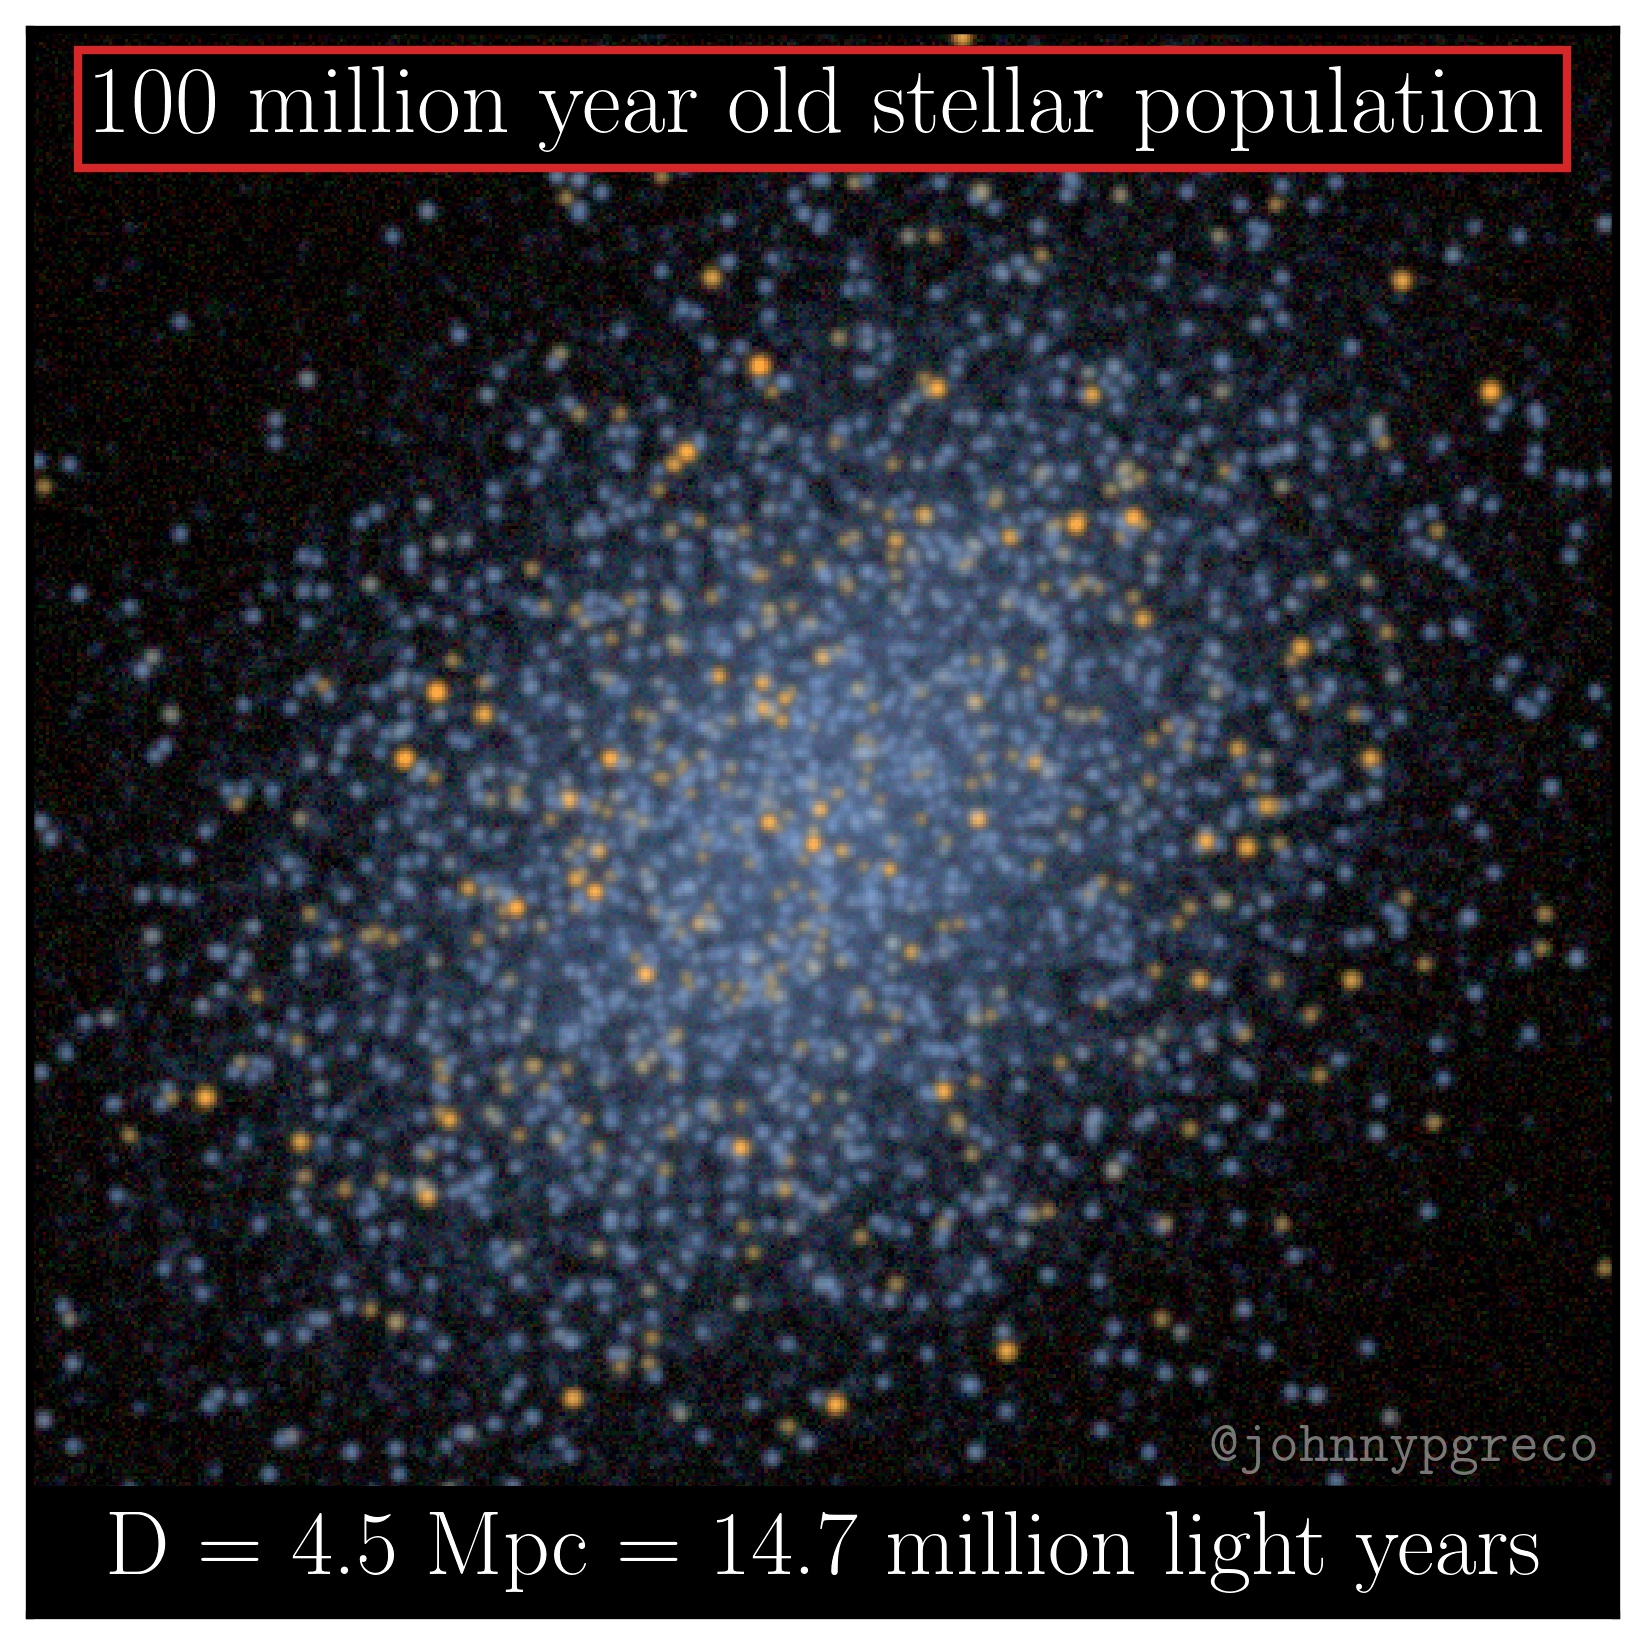 100 million year old stellar population
@johnnypgreco
D = 4.5 Mpc = 14.7 million light years